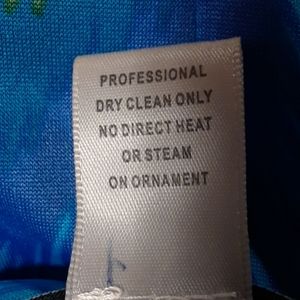 PROFESSIONAL
DRY CLEAN ONLY
NO DIRECT HEAT
OR STEAM
ON ORNAMENT